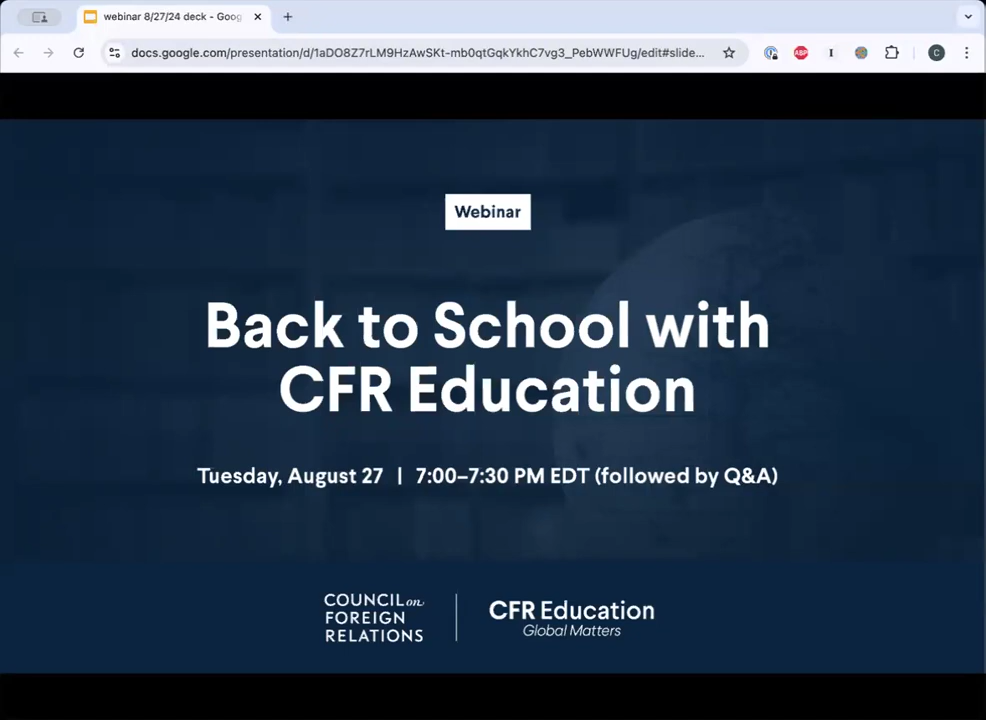 webinar 8/27/24 deck - Goog
docs.google.com/presentation/d/1aDO8Z7rLM9HzAwSKt-mb0qtGqkYkhC7vg3_PebWWFUg/edit#slide...
ABP
I
C
Webinar
Back to School with
CFR Education
Tuesday, August 27 | 7:00–7:30 PM EDT (followed by Q&A)
COUNCIL on
FOREIGN
RELATIONS
CFR Education
Global Matters